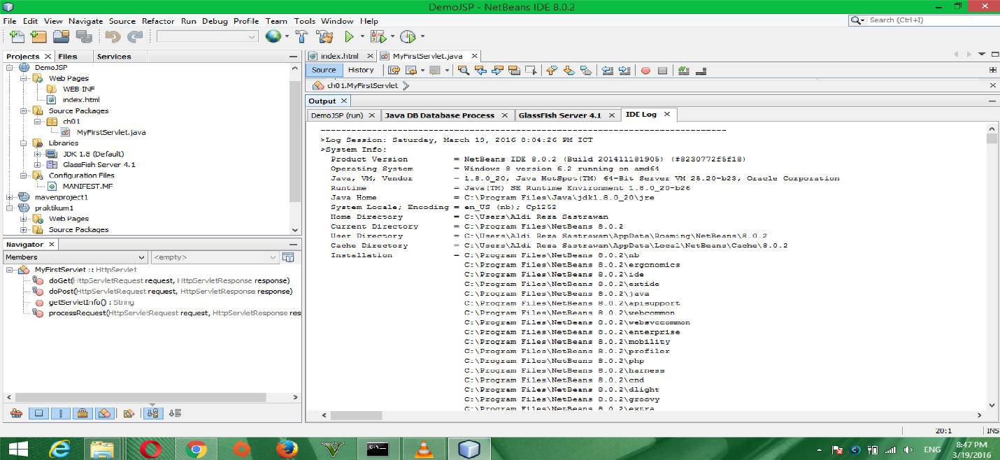 DemoJSP - NetBeans IDE 8.0.2
File Edit View Navigate Source Refactor Run Debug Profile Team Tools Window Help
Search (Ctrl+I)
Projects Files Services
DemoJSP
Web Pages
WEB-INF
index.html
Source Packages
ch01
MyFirstServlet.java
Libraries
JDK 1.8 (Default)
GlassFish Server 4.1
Configuration Files
MANIFEST.MF
mavenproject1
praktikum1
Web Pages
Source Packages
Navigator
Members
<empty>
MyFirstServlet :: HttpServlet
doGet(HttpServletRequest request, HttpServletResponse response)
doPost(HttpServletRequest request, HttpServletResponse response)
getServletInfo() : String
processRequest(HttpServletRequest request, HttpServletResponse res
index.html MyFirstServlet.java
Source History
ch01.MyFirstServlet
Output
DemoJSP (run) Java DB Database Process GlassFish Server 4.1 IDE Log
-------------------------------------------------------------------------------
>Log Session: Saturday, March 19, 2016 8:04:26 PM ICT
>System Info:
Product Version = NetBeans IDE 8.0.2 (Build 201411181905) (#8230772f5f18)
Operating System = Windows 8 version 6.2 running on amd64
Java; VM; Vendor = 1.8.0_20; Java HotSpot(TM) 64-Bit Server VM 25.20-b23; Oracle Corporation
Runtime = Java(TM) SE Runtime Environment 1.8.0_20-b26
Java Home = C:\Program Files\Java\jdk1.8.0_20\jre
System Locale; Encoding = en_US (nb); Cp1252
Home Directory = C:\Users\Aldi Reza Sastrawan
Current Directory = C:\Program Files\NetBeans 8.0.2
User Directory = C:\Users\Aldi Reza Sastrawan\AppData\Roaming\NetBeans\8.0.2
Cache Directory = C:\Users\Aldi Reza Sastrawan\AppData\Local\NetBeans\Cache\8.0.2
Installation = C:\Program Files\NetBeans 8.0.2\nb
C:\Program Files\NetBeans 8.0.2\ergonomics
C:\Program Files\NetBeans 8.0.2\ide
C:\Program Files\NetBeans 8.0.2\extide
C:\Program Files\NetBeans 8.0.2\java
C:\Program Files\NetBeans 8.0.2\apisupport
C:\Program Files\NetBeans 8.0.2\webcommon
C:\Program Files\NetBeans 8.0.2\websvccommon
C:\Program Files\NetBeans 8.0.2\enterprise
C:\Program Files\NetBeans 8.0.2\mobility
C:\Program Files\NetBeans 8.0.2\profiler
C:\Program Files\NetBeans 8.0.2\php
C:\Program Files\NetBeans 8.0.2\harness
C:\Program Files\NetBeans 8.0.2\cnd
C:\Program Files\NetBeans 8.0.2\dlight
C:\Program Files\NetBeans 8.0.2\groovy
C:\Program Files\NetBeans 8.0.2\extra
20:1 INS
ENG
8:47 PM
3/19/2016